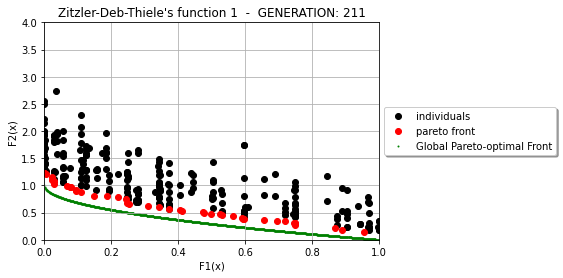 Zitzler-Deb-Thiele's function 1 - GENERATION: 211
4.0
3.5
3.0
2.5
2.0
1.5
1.0
0.5
0.0
F2(x)
0.0 0.2 0.4 0.6 0.8 1.0
F1(x)
individuals
pareto front
Global Pareto-optimal Front